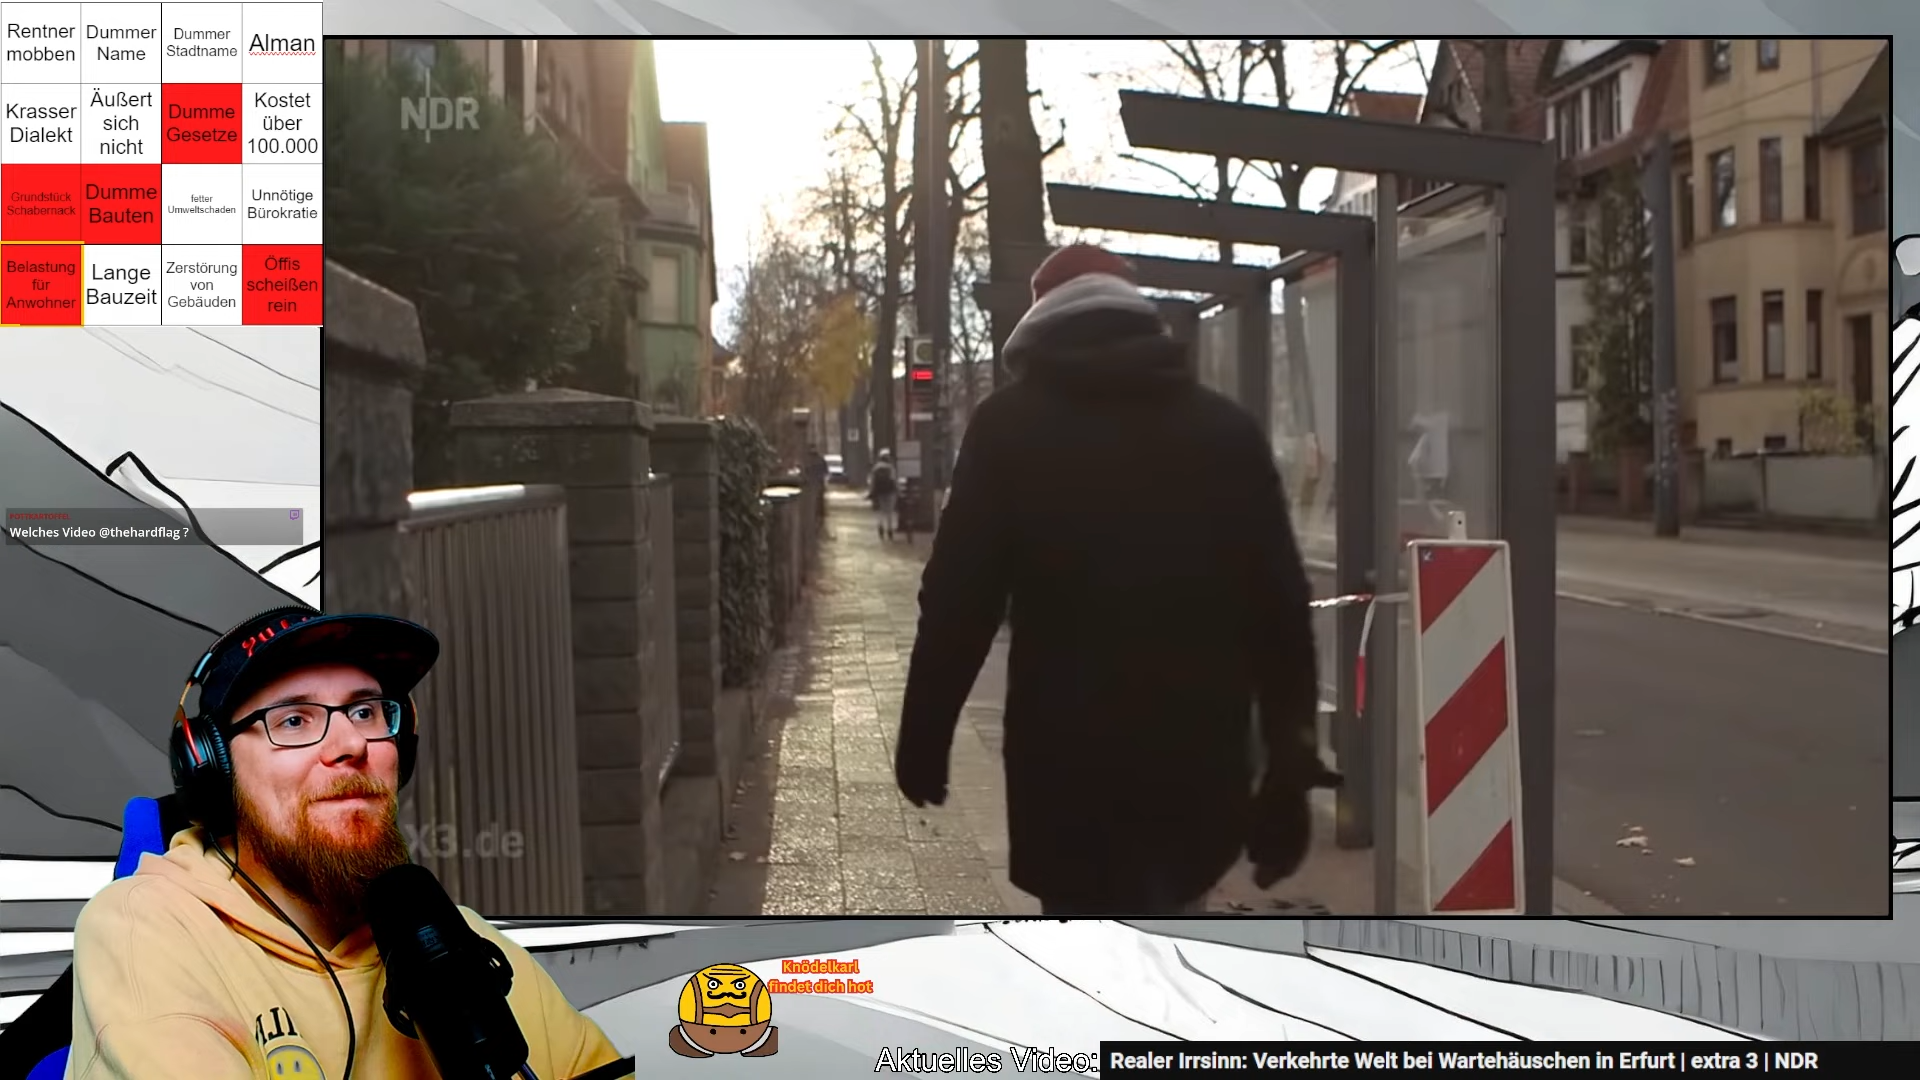 Rentner
mobben
Dummer
Name
Dummer
Stadtname
Alman
Krasser
Dialekt
Äußert
sich
nicht
Dumme
Gesetze
Kostet
über
100.000
Grundstück
Schabernack
Dumme
Bauten
fetter
Umweltschaden
Unnötige
Bürokratie
Belastung
für
Anwohner
Lange
Bauzeit
Zerstörung
von
Gebäuden
Öffis
scheißen
rein
NDR
Welches Video @thehardflag ?
X3.de
Knödelkarl
findet dich hot
Aktuelles Video:
Realer Irrsinn: Verkehrte Welt bei Wartehäuschen in Erfurt | extra 3 | NDR